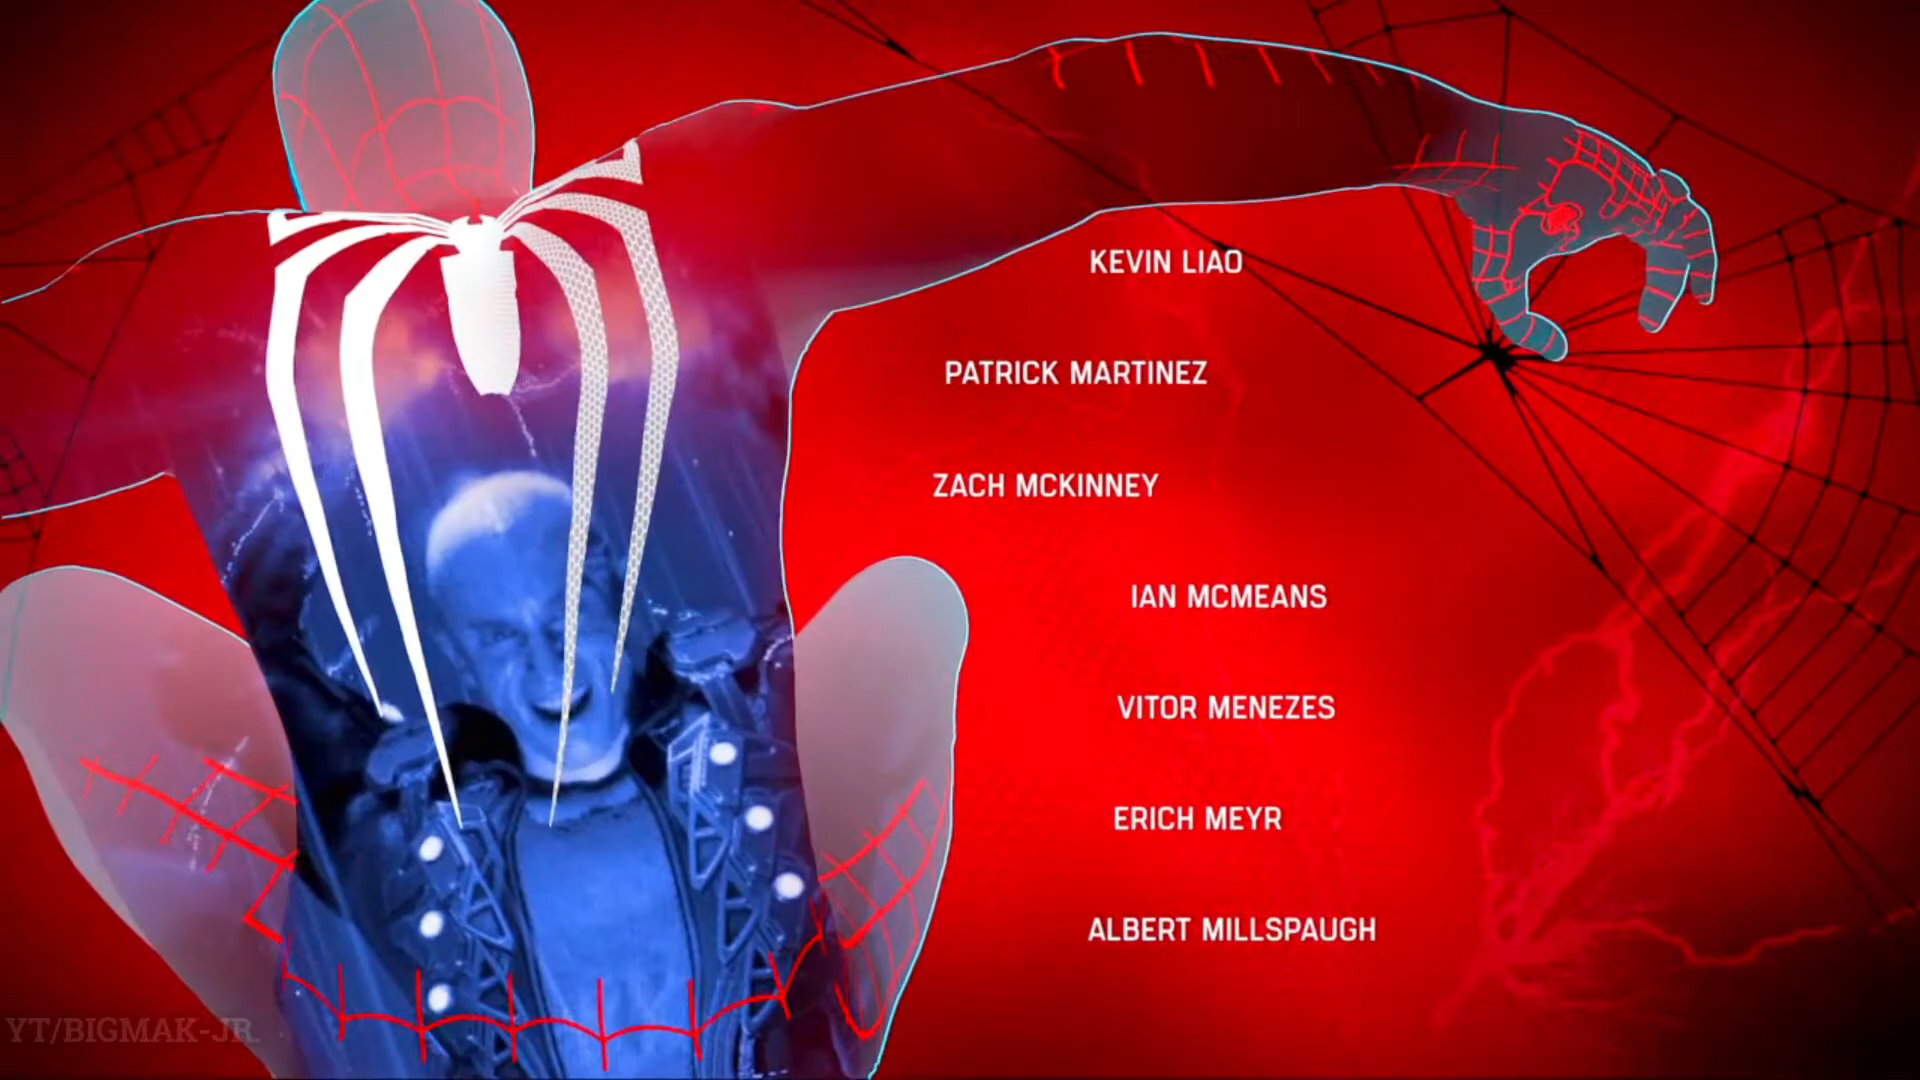 KEVIN LIAO
PATRICK MARTINEZ
ZACH MCKINNEY
IAN MCMEANS
VITOR MENEZES
ERICH MEYR
ALBERT MILLSPAUGH
YT/BIGMAK-JR.